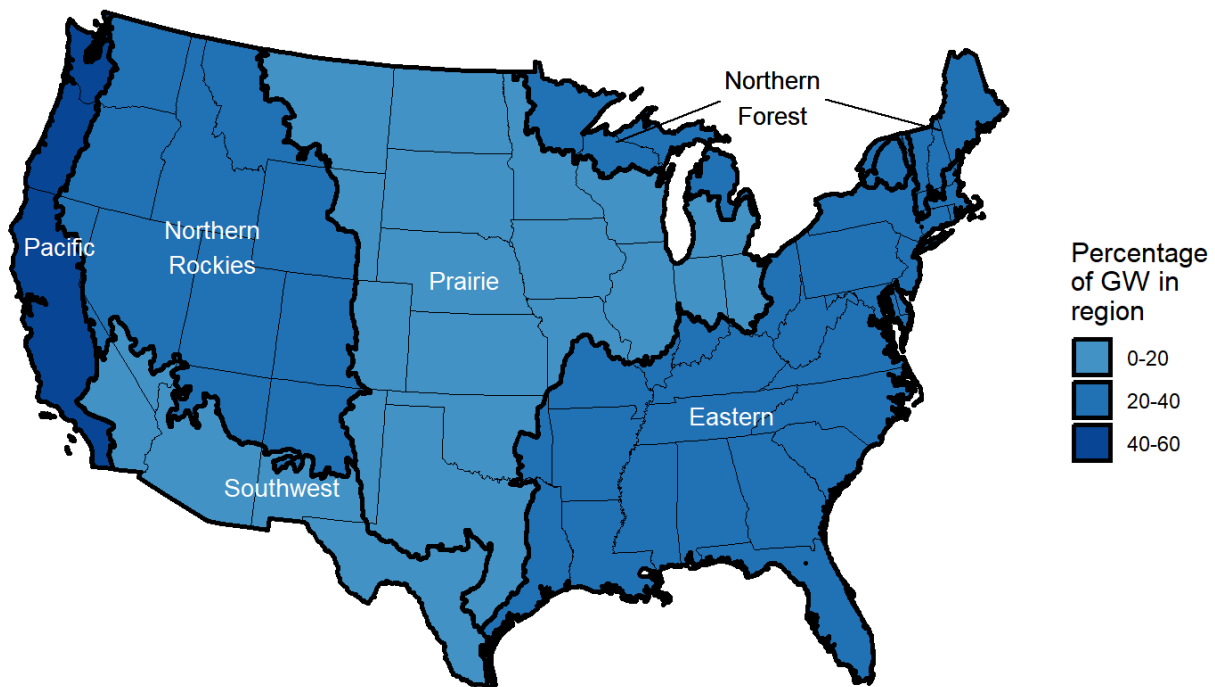 Northern
Forest
Pacific
Northern
Rockies
Prairie
Eastern
Southwest
Percentage
of GW in
region
0-20
20-40
40-60